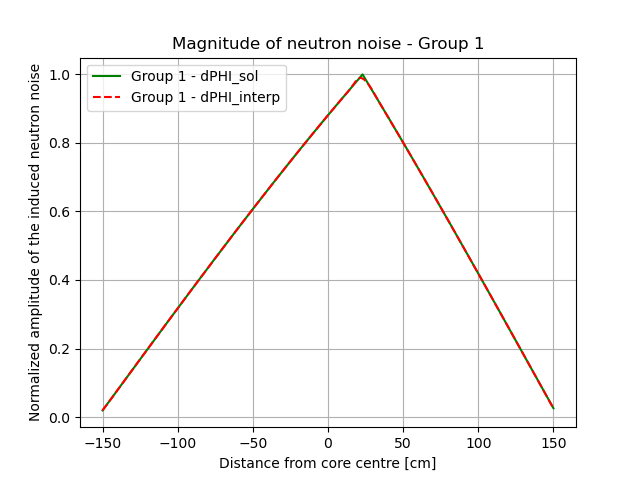 Magnitude of neutron noise - Group 1
Normalized amplitude of the induced neutron noise
Group 1 - dPHI_sol
Group 1 - dPHI_interp
1.0
0.8
0.6
0.4
0.2
0.0
−150
−100
−50
0
50
100
150
Distance from core centre [cm]